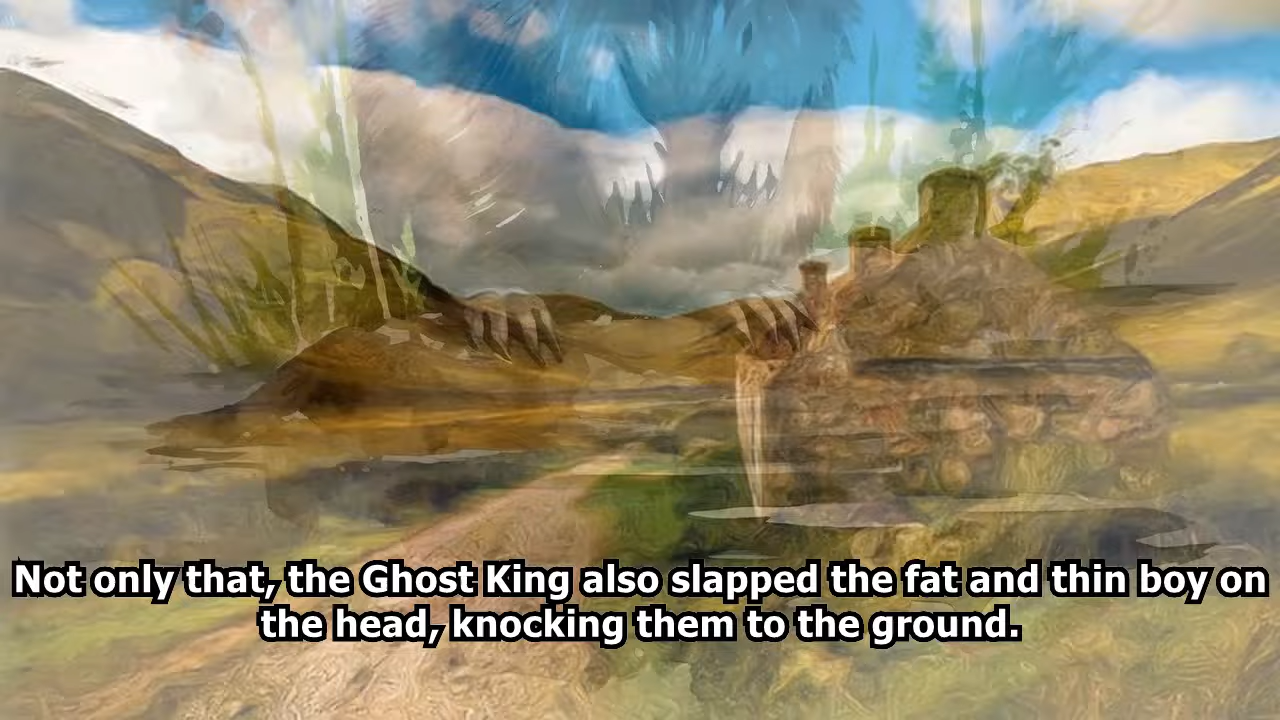 Not only that, the Ghost King also slapped the fat and thin boy on
the head, knocking them to the ground.